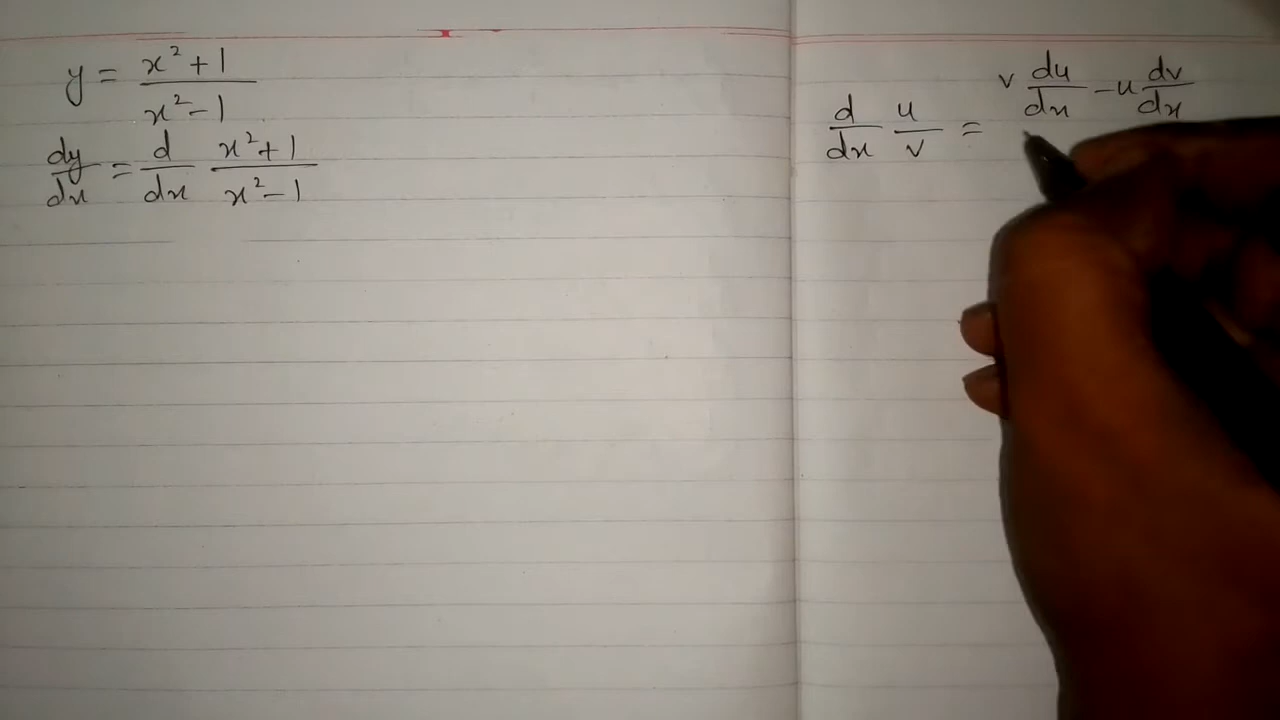 y = x² + 1 / x² - 1
dy/dx = d/dx x² + 1 / x² - 1
d/dx u/v = v du/dx - u dv/dx